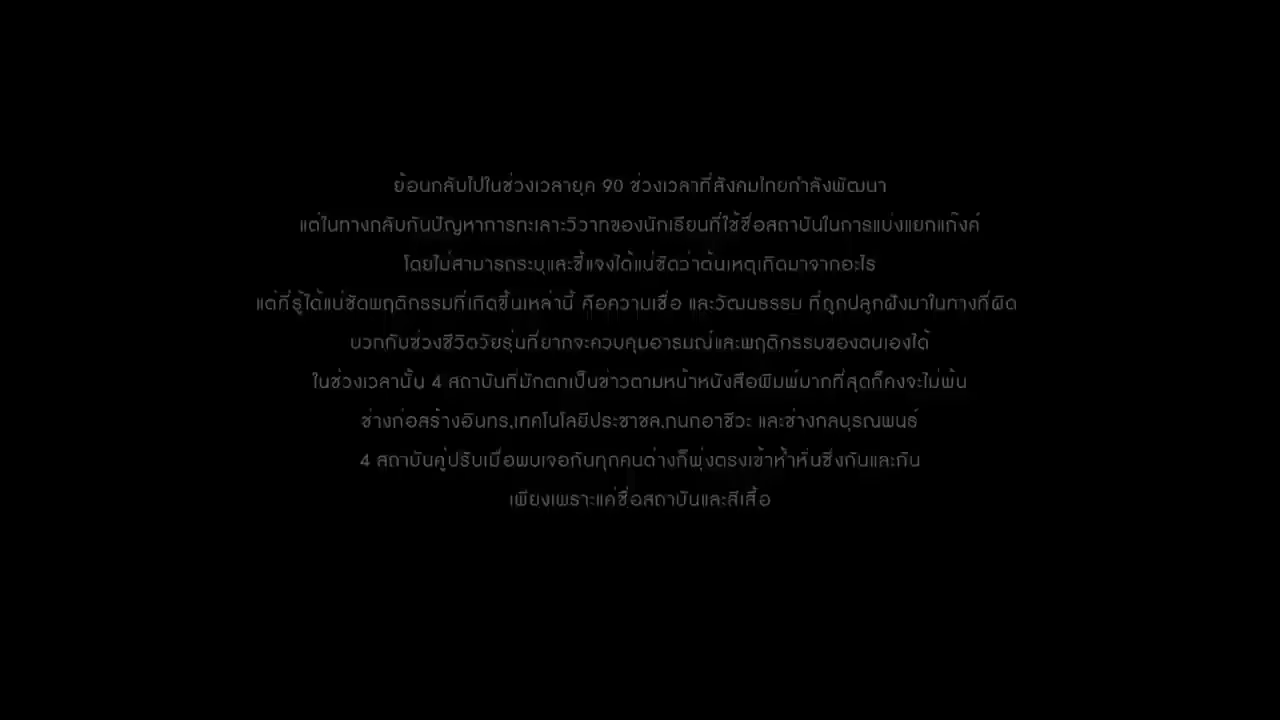 ย้อนกลับไปในช่วงเวลายุค 90 ช่วงเวลาที่สังคมไทยกำลังพัฒนา
แต่ในทางกลับกันปัญหาการทะเลาะวิวาทของนักเรียนที่ใช้ชื่อสถาบันในการแบ่งแยกแก๊งค์
โดยไม่สามารถระบุและชี้แจงได้แน่ชัดว่าต้นเหตุเกิดมาจากอะไร
แต่ที่รู้ได้แน่ชัดพฤติกรรมที่เกิดขึ้นเหล่านี้ คือความเชื่อ และวัฒนธรรม ที่ถูกปลูกฝังมาในทางที่ผิด
บวกกับช่วงชีวิตวัยรุ่นที่ยากจะควบคุมอารมณ์และพฤติกรรมของตนเองได้
ในช่วงเวลานั้น 4 สถาบันที่มักตกเป็นข่าวตามหน้าหนังสือพิมพ์มากที่สุดก็คงจะไม่พ้น
ช่างก่อสร้างอินทร,เทคโนโลยีประชาชล,กนกอาชีวะ และช่างกลบุรณพนธ์
4 สถาบันคู่ปรับเมื่อพบเจอกันทุกคนต่างก็พุ่งตรงเข้าห้ำหั่นซึ่งกันและกัน
เพียงเพราะแค่ชื่อสถาบันและสีเสื้อ